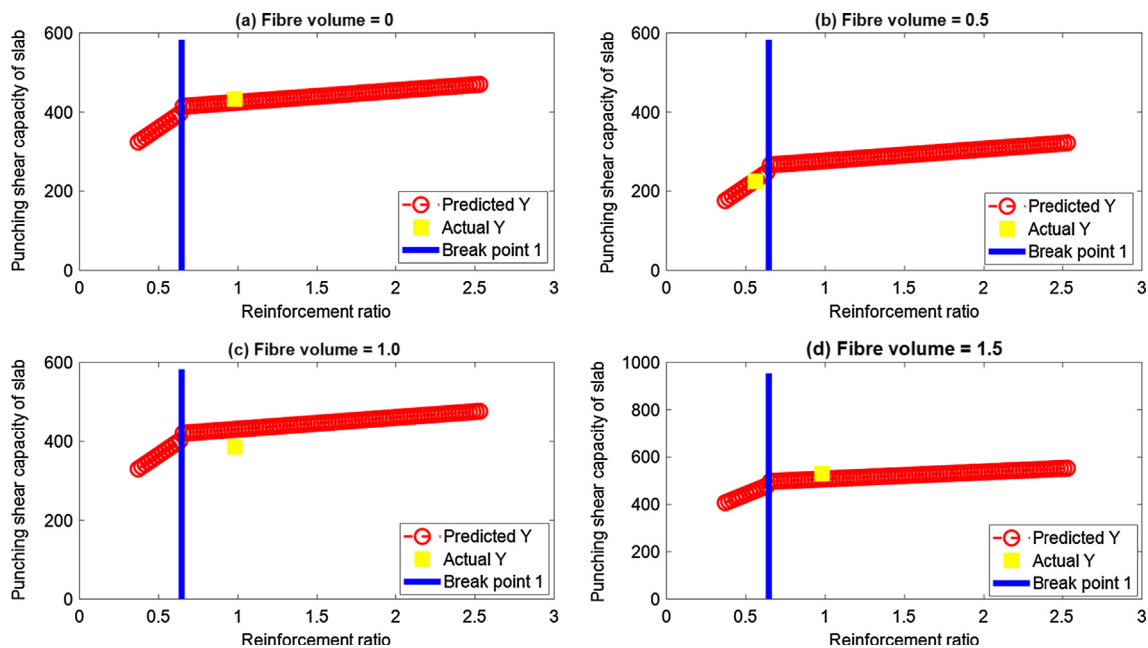 (a) Fibre volume = 0
600
400
200
0
Punching shear capacity of slab
Predicted Y
Actual Y
Break point 1
0 0.5 1 1.5 2 2.5 3
Reinforcement ratio
(b) Fibre volume = 0.5
600
400
200
0
Punching shear capacity of slab
Predicted Y
Actual Y
Break point 1
0 0.5 1 1.5 2 2.5 3
Reinforcement ratio
(c) Fibre volume = 1.0
600
400
200
0
Punching shear capacity of slab
Predicted Y
Actual Y
Break point 1
0 0.5 1 1.5 2 2.5 3
Reinforcement ratio
(d) Fibre volume = 1.5
1000
800
600
400
200
0
Punching shear capacity of slab
Predicted Y
Actual Y
Break point 1
0 0.5 1 1.5 2 2.5 3
Reinforcement ratio